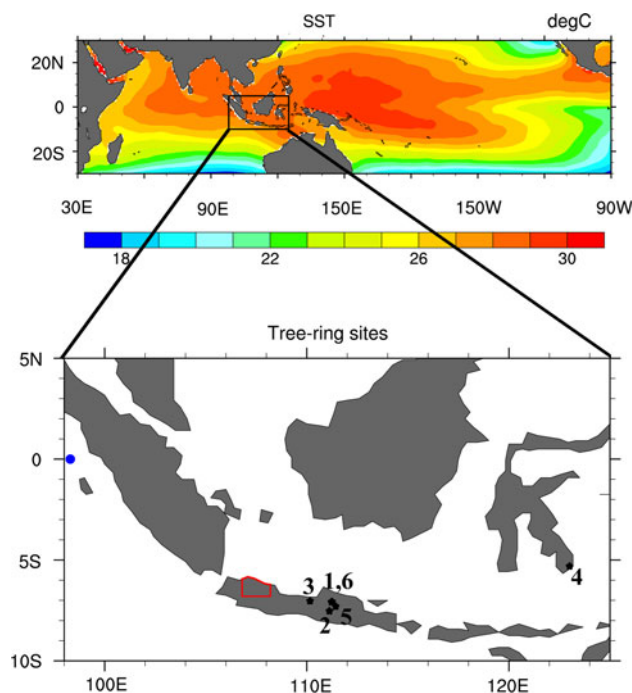 SST degC
20N
0
20S
30E 90E 150E 150W 90W
18 22 26 30
Tree-ring sites
5N
0
5S
10S
3 1,6
2 5
4
100E 110E 120E